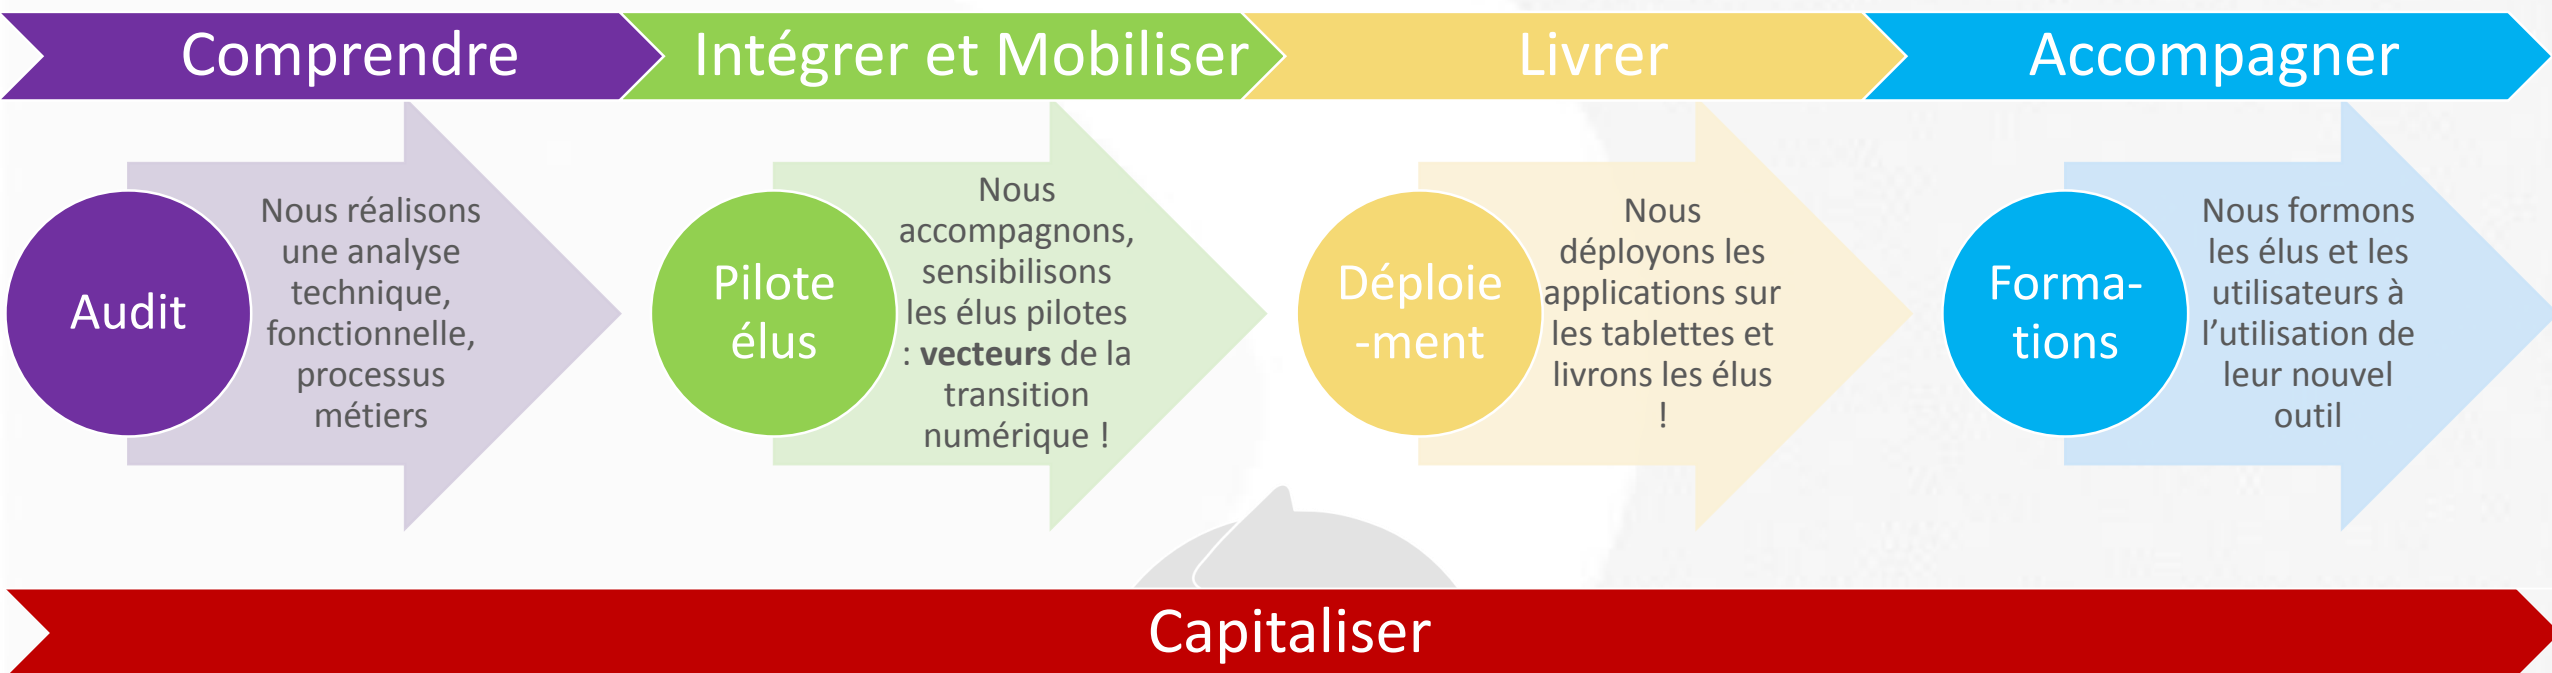 Comprendre
Intégrer et Mobiliser
Livrer
Accompagner
Audit
Nous réalisons
une analyse
technique,
fonctionnelle,
processus
métiers
Pilote
élus
Nous
accompagnons,
sensibilisons
les élus pilotes
: vecteurs de la
transition
numérique !
Déploie
-ment
Nous
déployons les
applications sur
les tablettes et
livrons les élus
!
Forma-
tions
Nous formons
les élus et les
utilisateurs à
l’utilisation de
leur nouvel
outil
Capitaliser